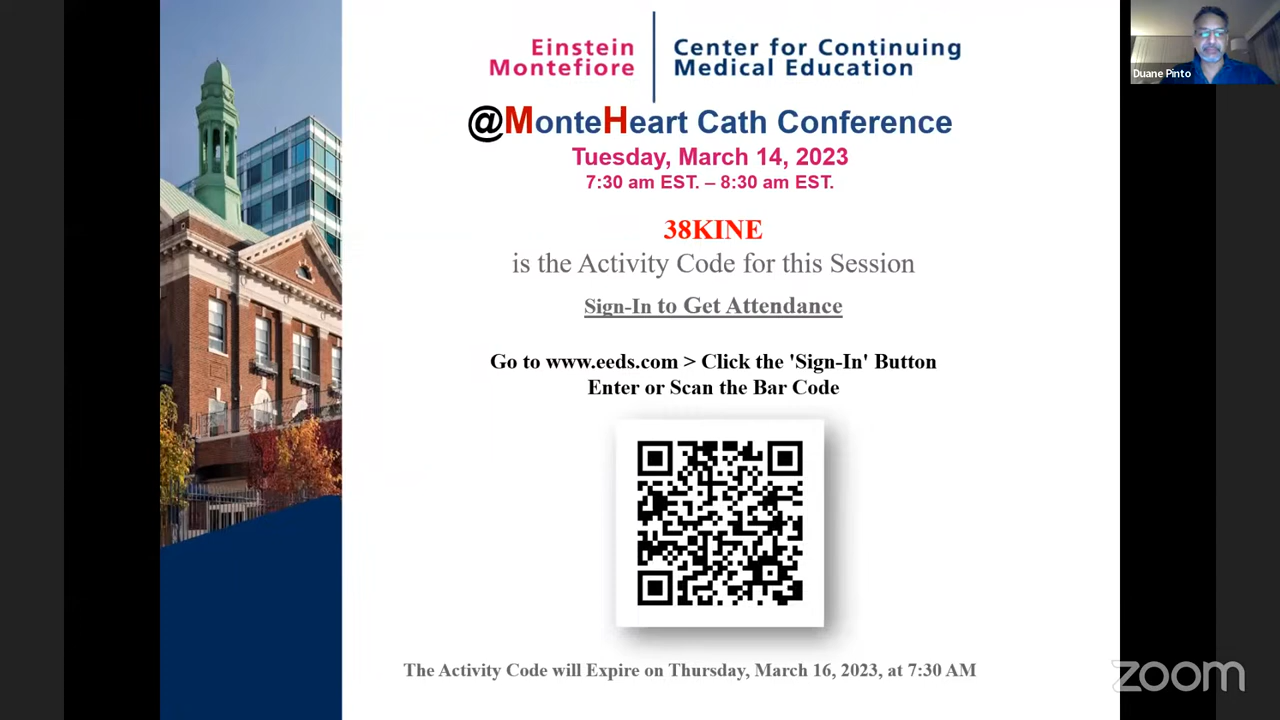 Einstein
Montefiore
Center for Continuing
Medical Education
@MonteHeart Cath Conference
Tuesday, March 14, 2023
7:30 am EST. – 8:30 am EST.
38KINE
is the Activity Code for this Session
Sign-In to Get Attendance
Go to www.eeds.com > Click the 'Sign-In' Button
Enter or Scan the Bar Code
The Activity Code will Expire on Thursday, March 16, 2023, at 7:30 AM
Duane Pinto
zoom